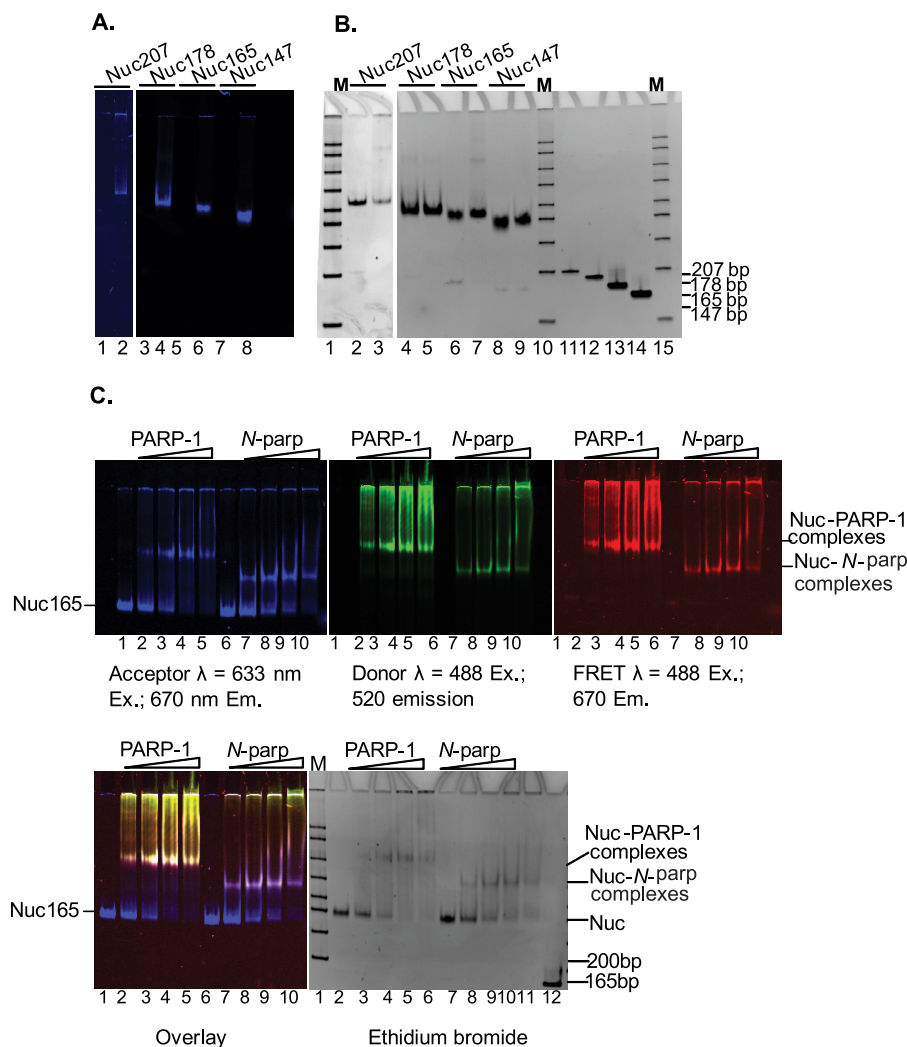 A.
Nuc207 Nuc178 Nuc165 Nuc147
1 2 3 4 5 6 7 8
B.
M Nuc207 Nuc178 Nuc165 Nuc147 M M
207 bp
178 bp
165 bp
147 bp
1 2 3 4 5 6 7 8 9 10 11 12 13 14 15
C.
PARP-1 N-parp PARP-1 N-parp PARP-1 N-parp
Nuc-PARP-1
complexes
Nuc-N-parp
complexes
Nuc165
1 2 3 4 5 6 7 8 9 10 1 2 3 4 5 6 7 8 9 10 1 2 3 4 5 6 7 8 9 10
Acceptor λ = 633 nm
Ex.; 670 nm Em.
Donor λ = 488 Ex.;
520 emission
FRET λ = 488 Ex.;
670 Em.
PARP-1 N-parp M PARP-1 N-parp
Nuc-PARP-1
complexes
Nuc-N-parp
complexes
Nuc165
Nuc
200bp
165bp
1 2 3 4 5 6 7 8 9 10 1 2 3 4 5 6 7 8 9 10 11 12
Overlay Ethidium bromide